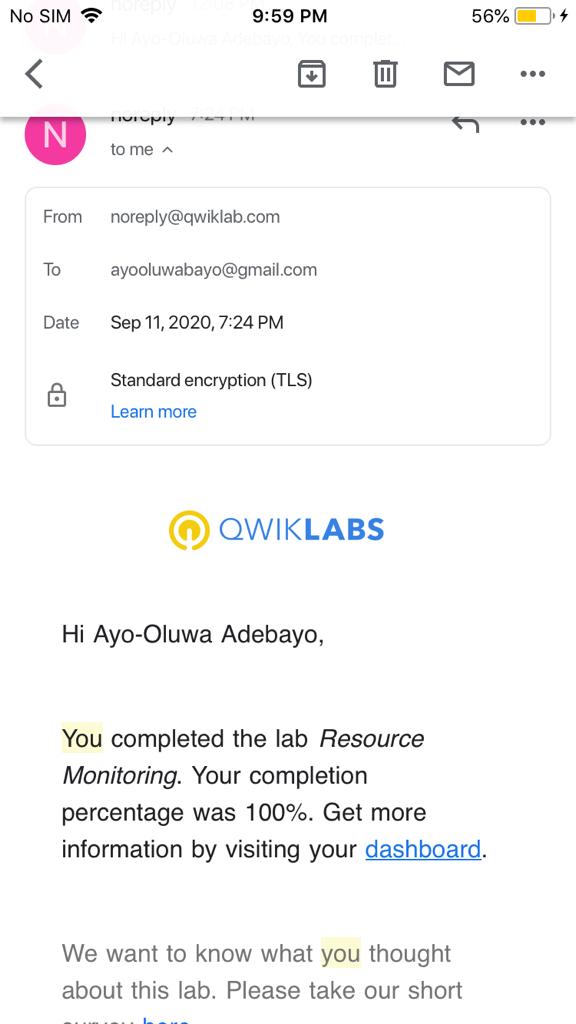 No SIM 9:59 PM 56%
noreply 12:08 PM
Hi Ayo-Oluwa Adebayo, You complet...
N noreply 7:24 PM
to me
From noreply@qwiklab.com
To ayooluwabayo@gmail.com
Date Sep 11, 2020, 7:24 PM
Standard encryption (TLS)
Learn more
QWIKLABS
Hi Ayo-Oluwa Adebayo,
You completed the lab Resource
Monitoring. Your completion
percentage was 100%. Get more
information by visiting your dashboard.
We want to know what you thought
about this lab. Please take our short
survey here